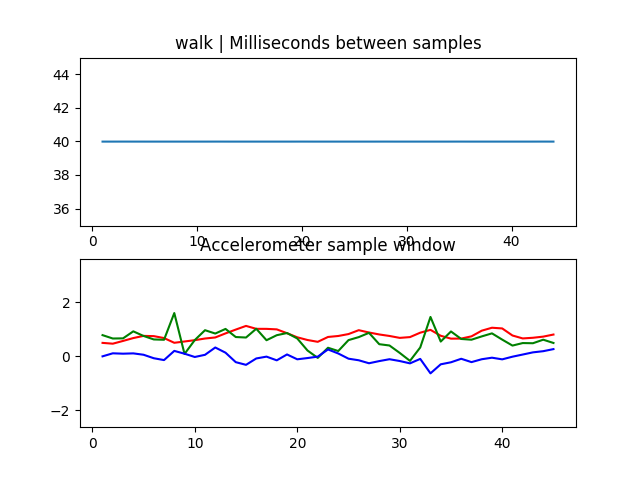 walk | Milliseconds between samples
44
42
40
38
36
0 10 20 30 40
Accelerometer sample window
2
0
−2
0 10 20 30 40